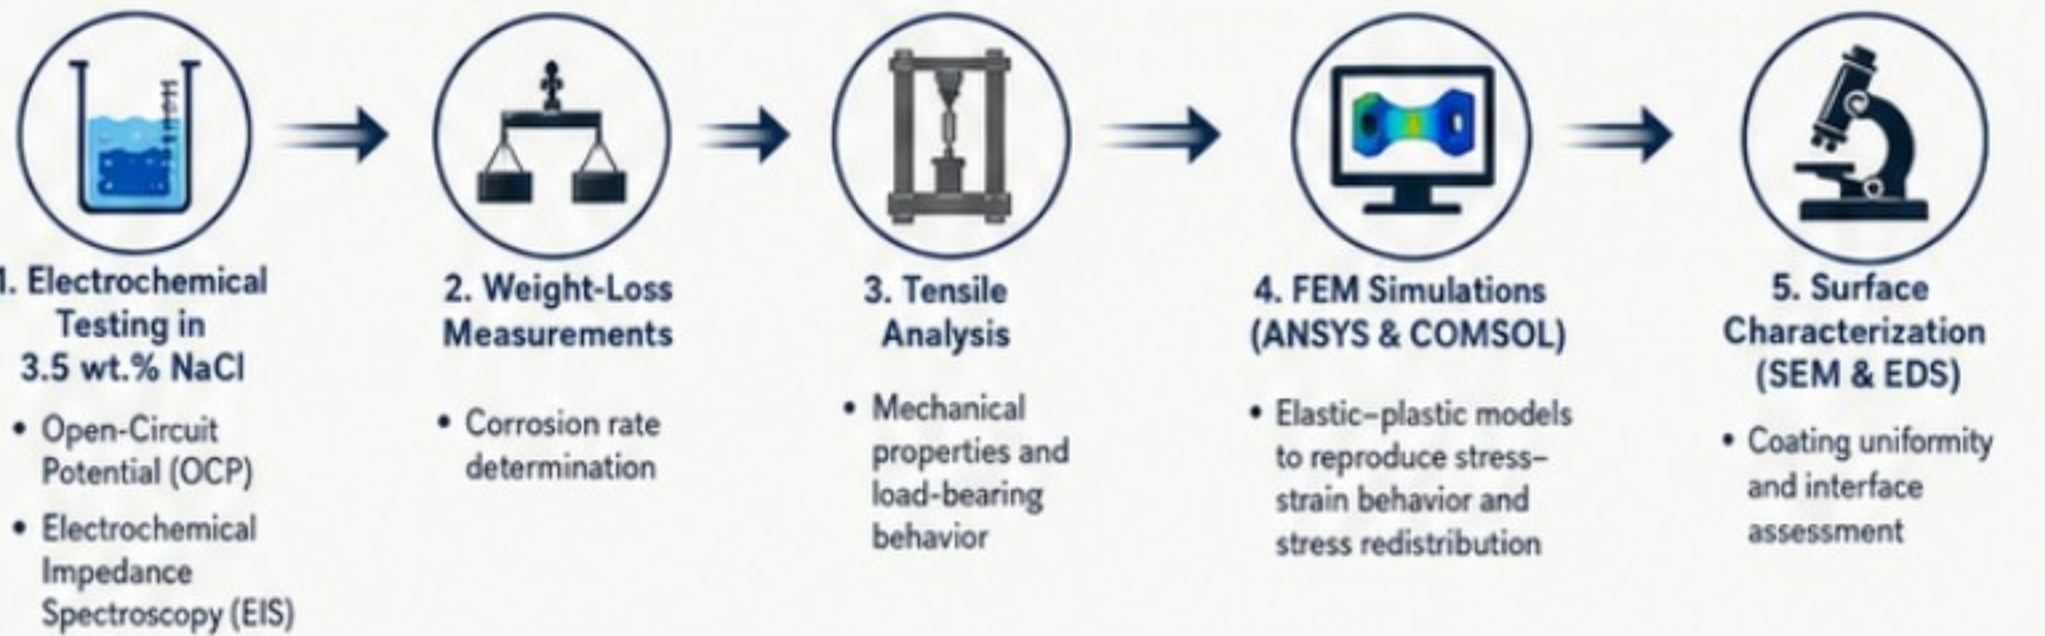 1. Electrochemical
Testing in
3.5 wt.% NaCl
• Open-Circuit
Potential (OCP)
• Electrochemical
Impedance
Spectroscopy (EIS)
2. Weight-Loss
Measurements
• Corrosion rate
determination
3. Tensile
Analysis
• Mechanical
properties and
load-bearing
behavior
4. FEM Simulations
(ANSYS & COMSOL)
• Elastic–plastic models
to reproduce stress–
strain behavior and
stress redistribution
5. Surface
Characterization
(SEM & EDS)
• Coating uniformity
and interface
assessment